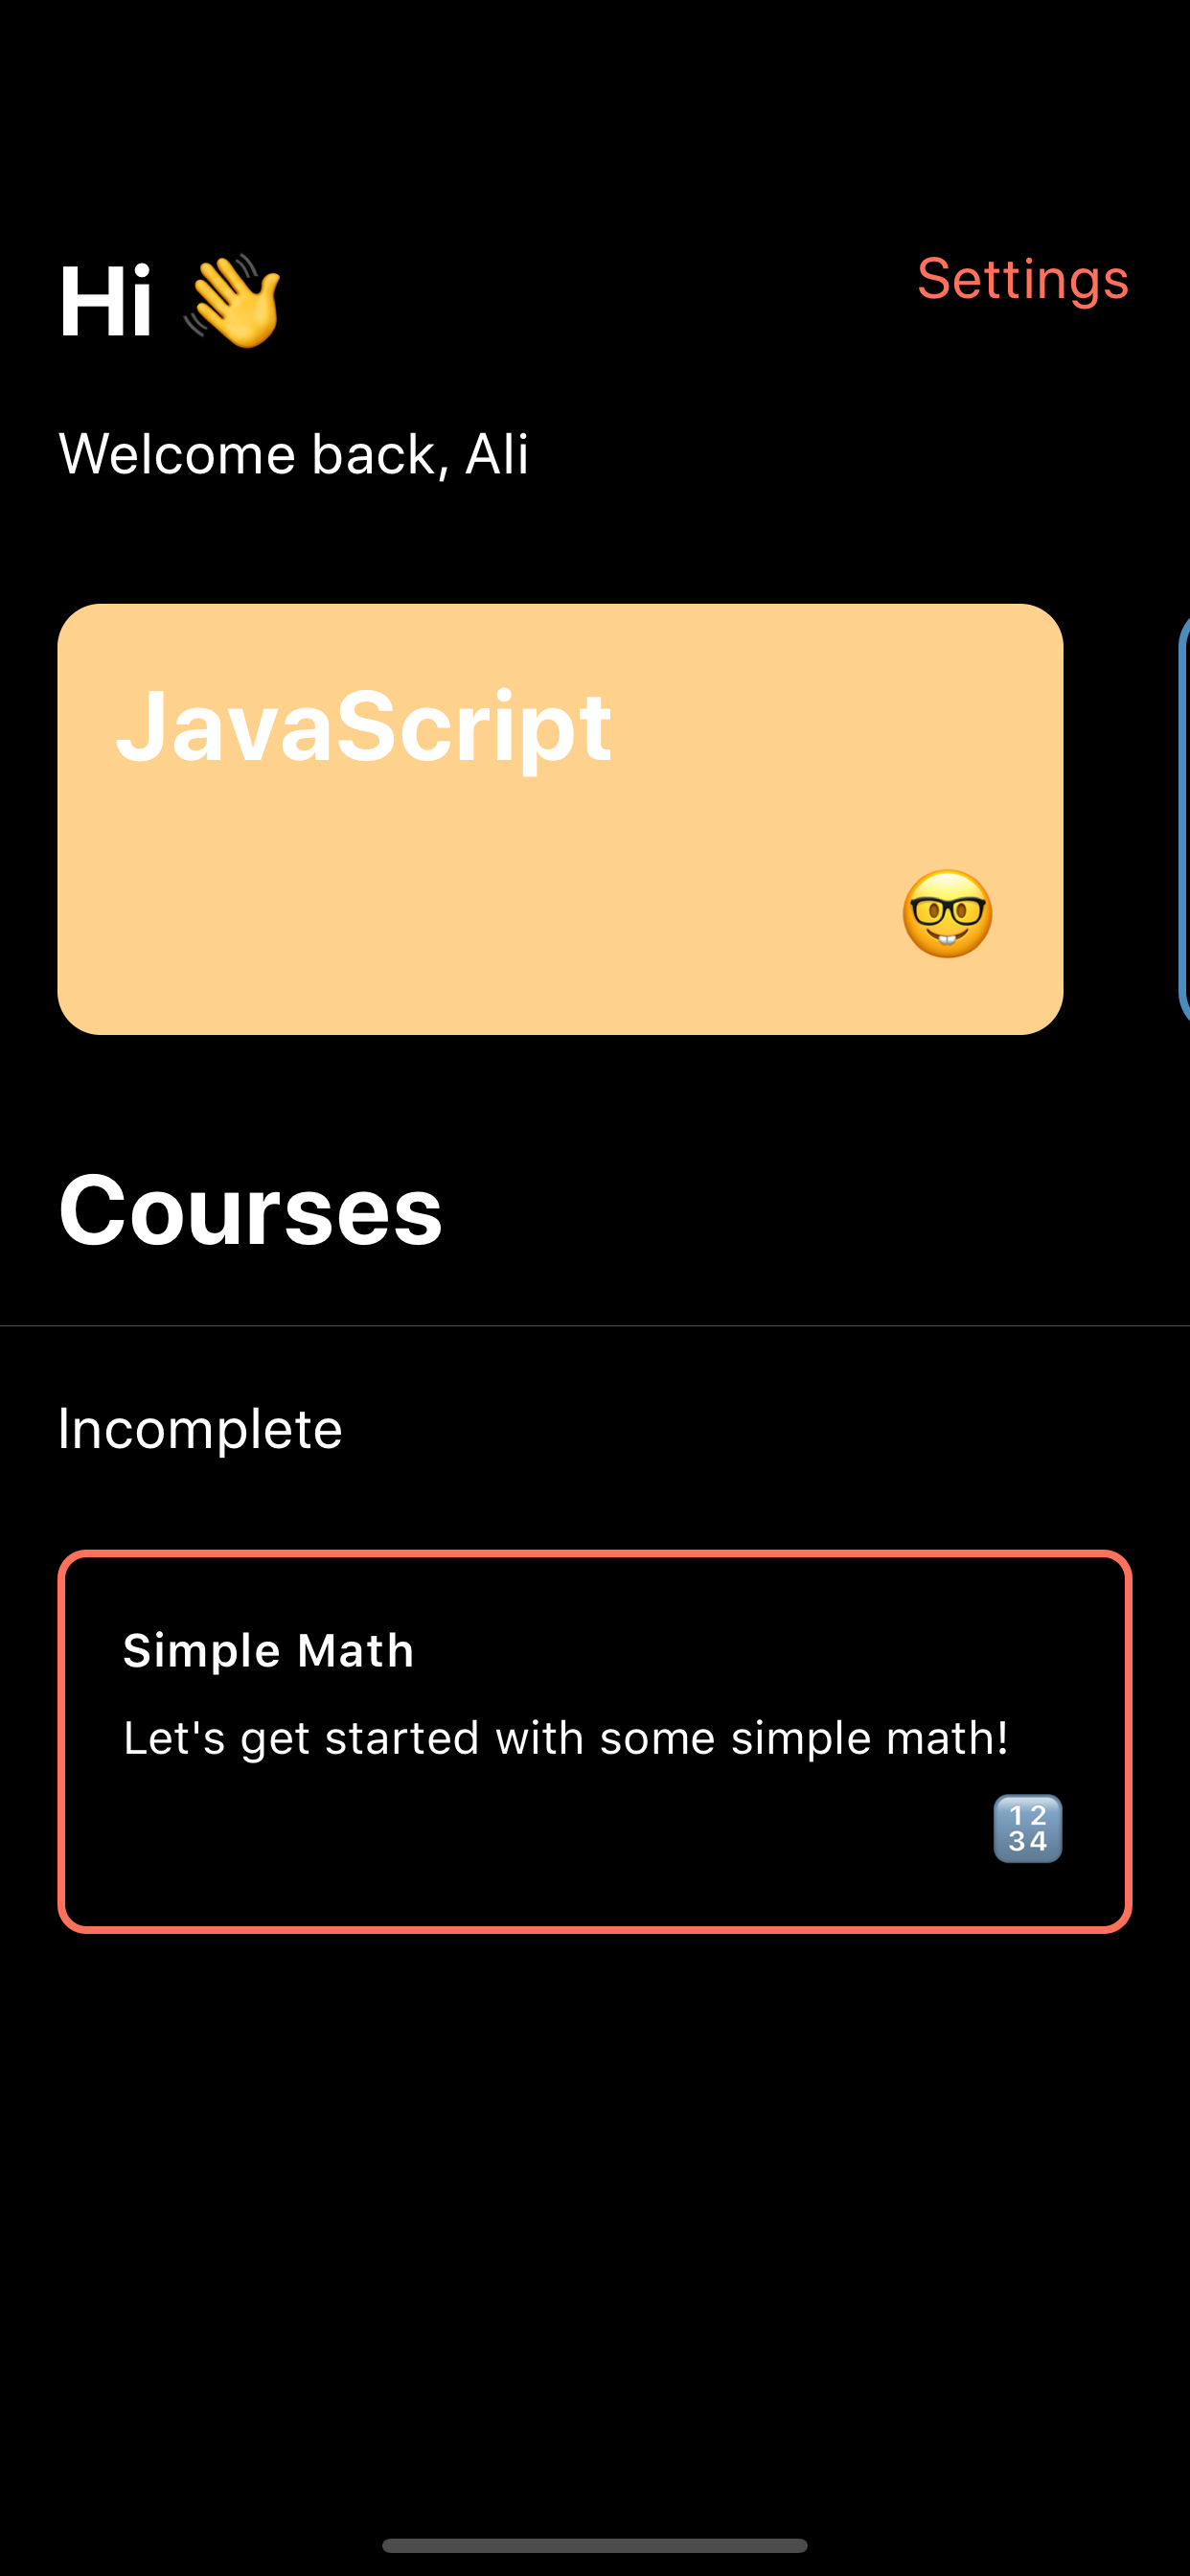 Hi 👋
Settings
Welcome back, Ali
JavaScript
🤓
Courses
Incomplete
Simple Math
Let's get started with some simple math!
🔢